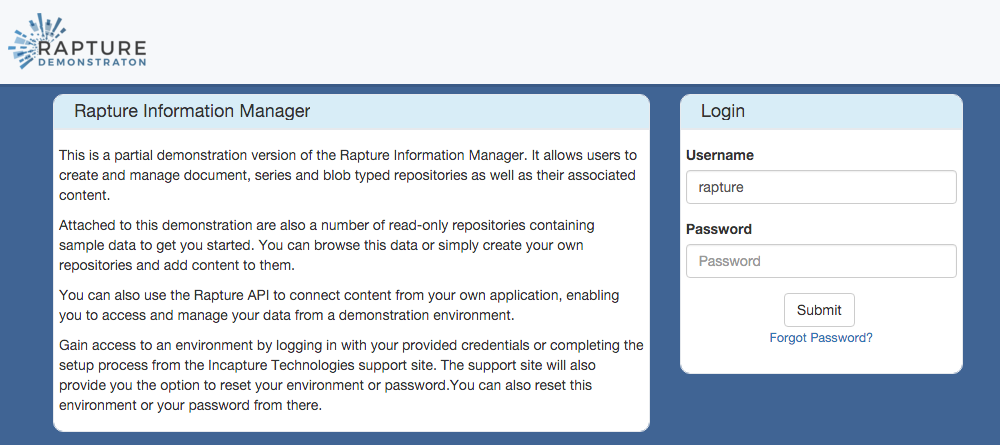 RAPTURE
DEMONSTRATON
Rapture Information Manager
This is a partial demonstration version of the Rapture Information Manager. It allows users to
create and manage document, series and blob typed repositories as well as their associated
content.
Attached to this demonstration are also a number of read-only repositories containing
sample data to get you started. You can browse this data or simply create your own
repositories and add content to them.
You can also use the Rapture API to connect content from your own application, enabling
you to access and manage your data from a demonstration environment.
Gain access to an environment by logging in with your provided credentials or completing the
setup process from the Incapture Technologies support site. The support site will also
provide you the option to reset your environment or password.You can also reset this
environment or your password from there.
Login
Username
rapture
Password
Password
Submit
Forgot Password?